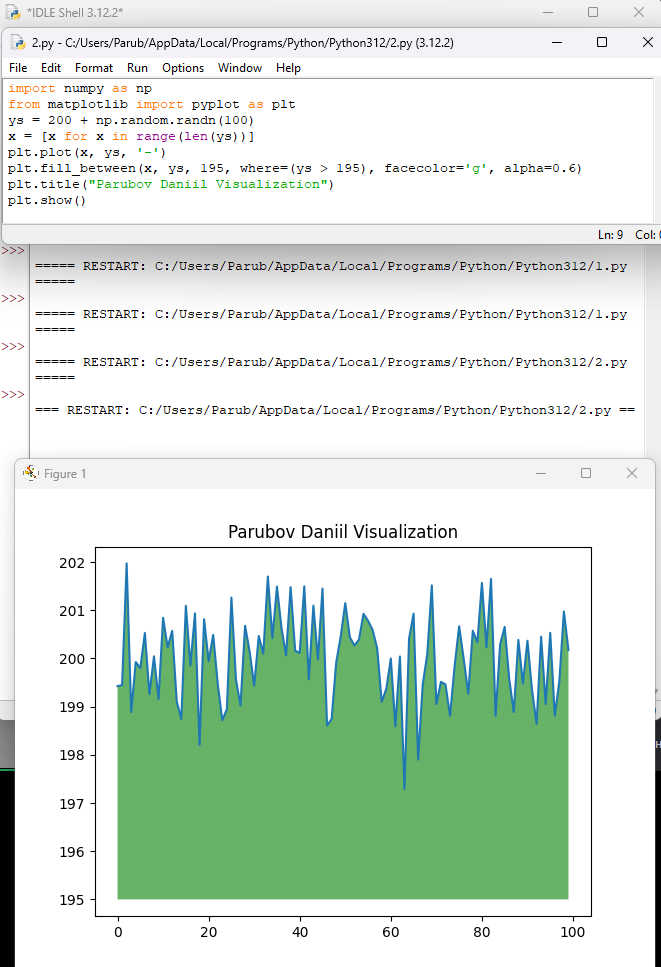 *IDLE Shell 3.12.2*
2.py - C:/Users/Parub/AppData/Local/Programs/Python/Python312/2.py (3.12.2)
File Edit Format Run Options Window Help
import numpy as np
from matplotlib import pyplot as plt
ys = 200 + np.random.randn(100)
x = [x for x in range(len(ys))]
plt.plot(x, ys, '-')
plt.fill_between(x, ys, 195, where=(ys > 195), facecolor='g', alpha=0.6)
plt.title("Parubov Daniil Visualization")
plt.show()
Ln: 9 Col:
>>>
===== RESTART: C:/Users/Parub/AppData/Local/Programs/Python/Python312/1.py
=====
>>>
===== RESTART: C:/Users/Parub/AppData/Local/Programs/Python/Python312/1.py
=====
>>>
===== RESTART: C:/Users/Parub/AppData/Local/Programs/Python/Python312/2.py
=====
>>>
=== RESTART: C:/Users/Parub/AppData/Local/Programs/Python/Python312/2.py ==
Figure 1
Parubov Daniil Visualization
202
201
200
199
198
197
196
195
0 20 40 60 80 100